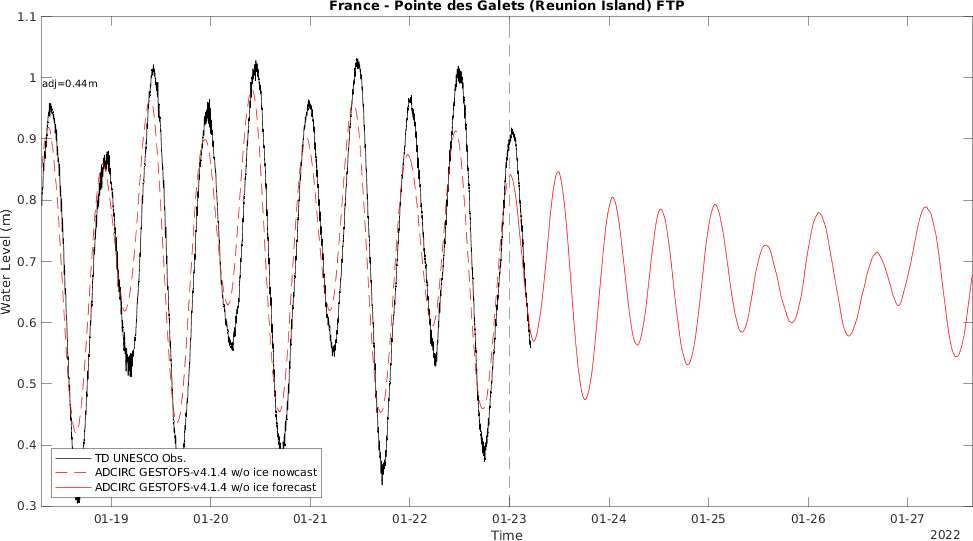 France - Pointe des Galets (Reunion Island) FTP
1.1
1
0.9
0.8
0.7
0.6
0.5
0.4
0.3
Water Level (m)
adj=0.44m
TD UNESCO Obs.
ADCIRC GESTOFS-v4.1.4 w/o ice nowcast
ADCIRC GESTOFS-v4.1.4 w/o ice forecast
01-19
01-20
01-21
01-22
01-23
01-24
01-25
01-26
01-27
Time
2022